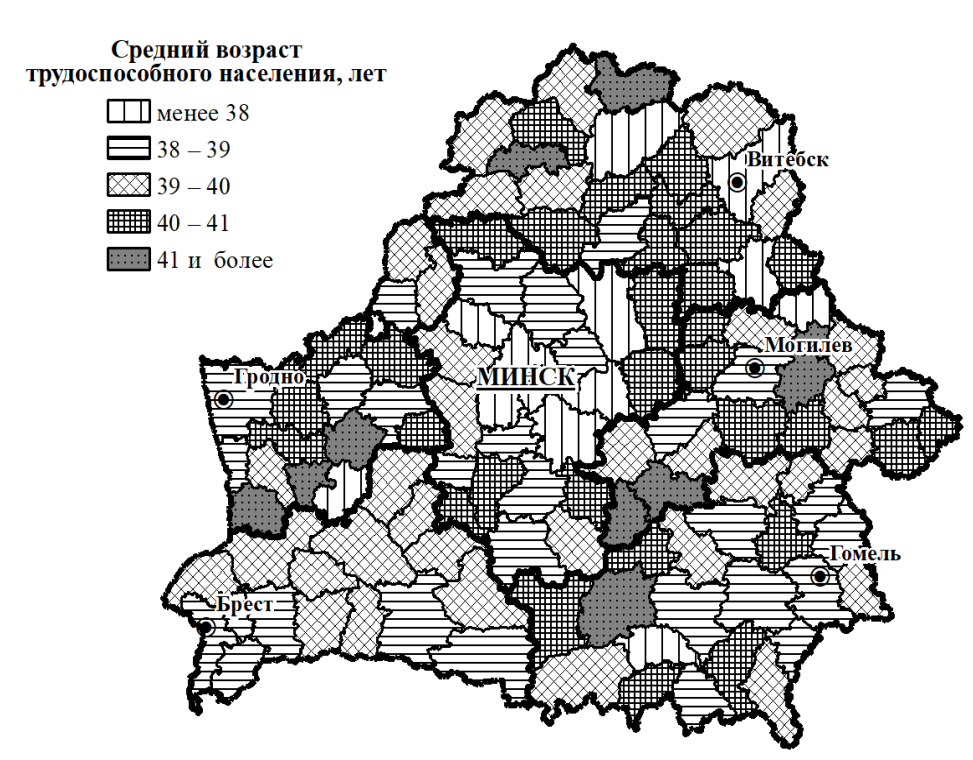 Средний возраст
трудоспособного населения, лет
менее 38
38 – 39
39 – 40
40 – 41
41 и более
Витебск
Могилев
Гродно
МИНСК
Гомель
Брест